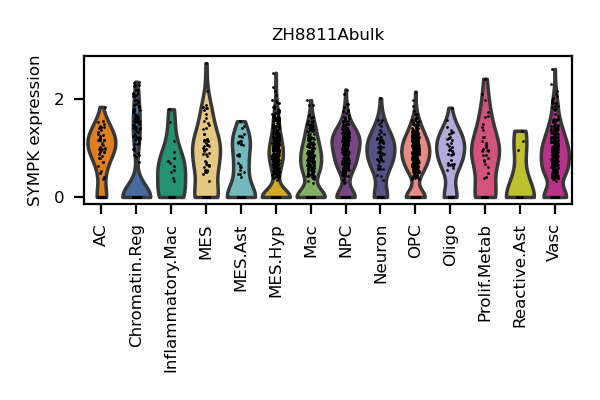 ZH8811Abulk
SYMPK expression
2
0
AC
Chromatin.Reg
Inflammatory.Mac
MES
MES.Ast
MES.Hyp
Mac
NPC
Neuron
OPC
Oligo
Prolif.Metab
Reactive.Ast
Vasc